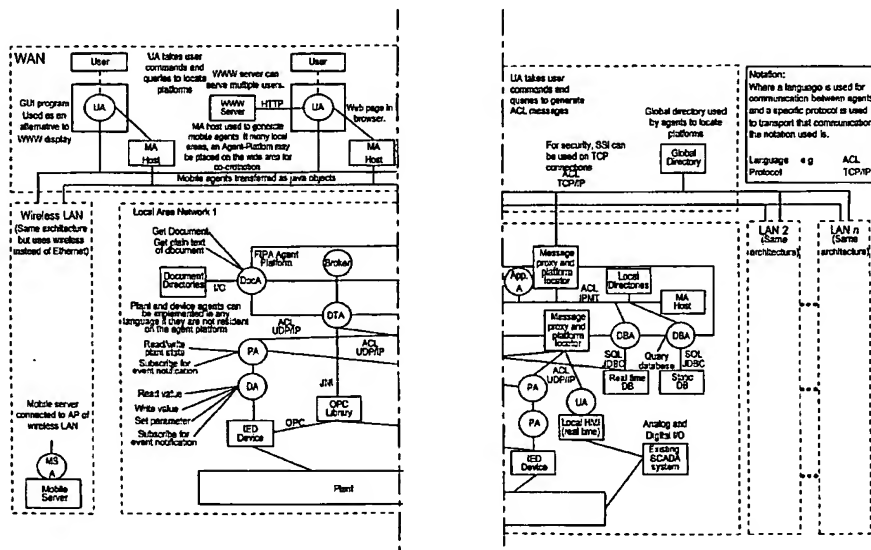 WAN
User
UA takes user
commands and
queries to locate
platforms
User
WWW server can
serve multiple users.
GUI program
Used as an
alternative to
WWW display
UA
WWW
Server
HTTP
UA
Web page in
browser.
MA
Host
MA host used to generate
mobile agents. If many local
areas, an Agent-Platform may
be placed on the wide area for
co-ordination
MA
Host
Mobile agents transferred as java objects
Wireless LAN
(Same architecture
but uses wireless
instead of Ethernet)
Mobile server
connected to AP of
wireless LAN
MS
A
Mobile
Server
Local Area Network 1
Get Document
Get plain text
of document
FIPA Agent
Platform
Broker
Document
Directories
DocA
Plant and device agents can
be implemented in any
language if they are not resident
on the agent platform
ACL
UDP/IP
DTA
Read/write
plant state
Subscribe for
event notification
PA
ACL
UDP/IP
Read value
Write value
Set parameter
Subscribe for
event notification
DA
JNI
OPC
Library
IED
Device
OPC
Plant
UA takes user
commands and
queries to generate
ACL messages
Global directory used
by agents to locate
platforms
For security, SSl can
be used on TCP
connections
Global
Directory
ACL
TCP/IP
Notation:
Where a language is used for
communication between agents
and a specific protocol is used
to transport that communication
the notation used is.
Language e g ACL
Protocol TCP/IP
Message
proxy and
platform
locator
App.
A
ACL
IPMT
Local
Directories
MA
Host
Message
proxy and
platform
locator
DBA
DBA
SQL
JDBC
Query
database
SQL
JDBC
ACL
UDP/IP
Real time
DB
Static
DB
PA
UA
PA
Local HMI
(real time)
Analog and
Digital I/O
IED
Device
Existing
SCADA
system
LAN 2
(Same
architecture)
LAN n
(Same
architecture)